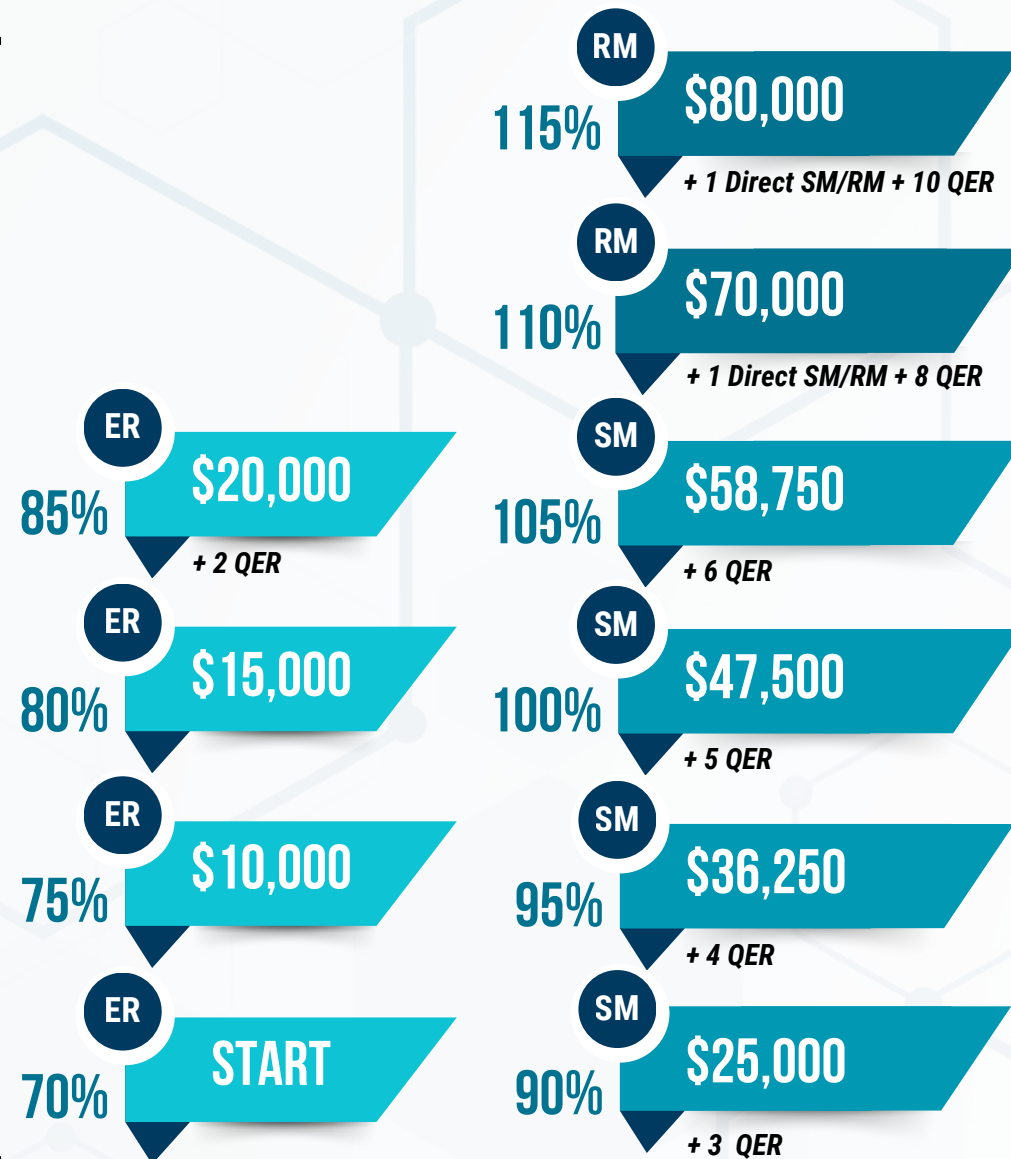 ER
85%
$20,000
+ 2 QER
ER
80%
$15,000
ER
75%
$10,000
ER
70%
START
RM
115%
$80,000
+ 1 Direct SM/RM + 10 QER
RM
110%
$70,000
+ 1 Direct SM/RM + 8 QER
SM
105%
$58,750
+ 6 QER
SM
100%
$47,500
+ 5 QER
SM
95%
$36,250
+ 4 QER
SM
90%
$25,000
+ 3 QER